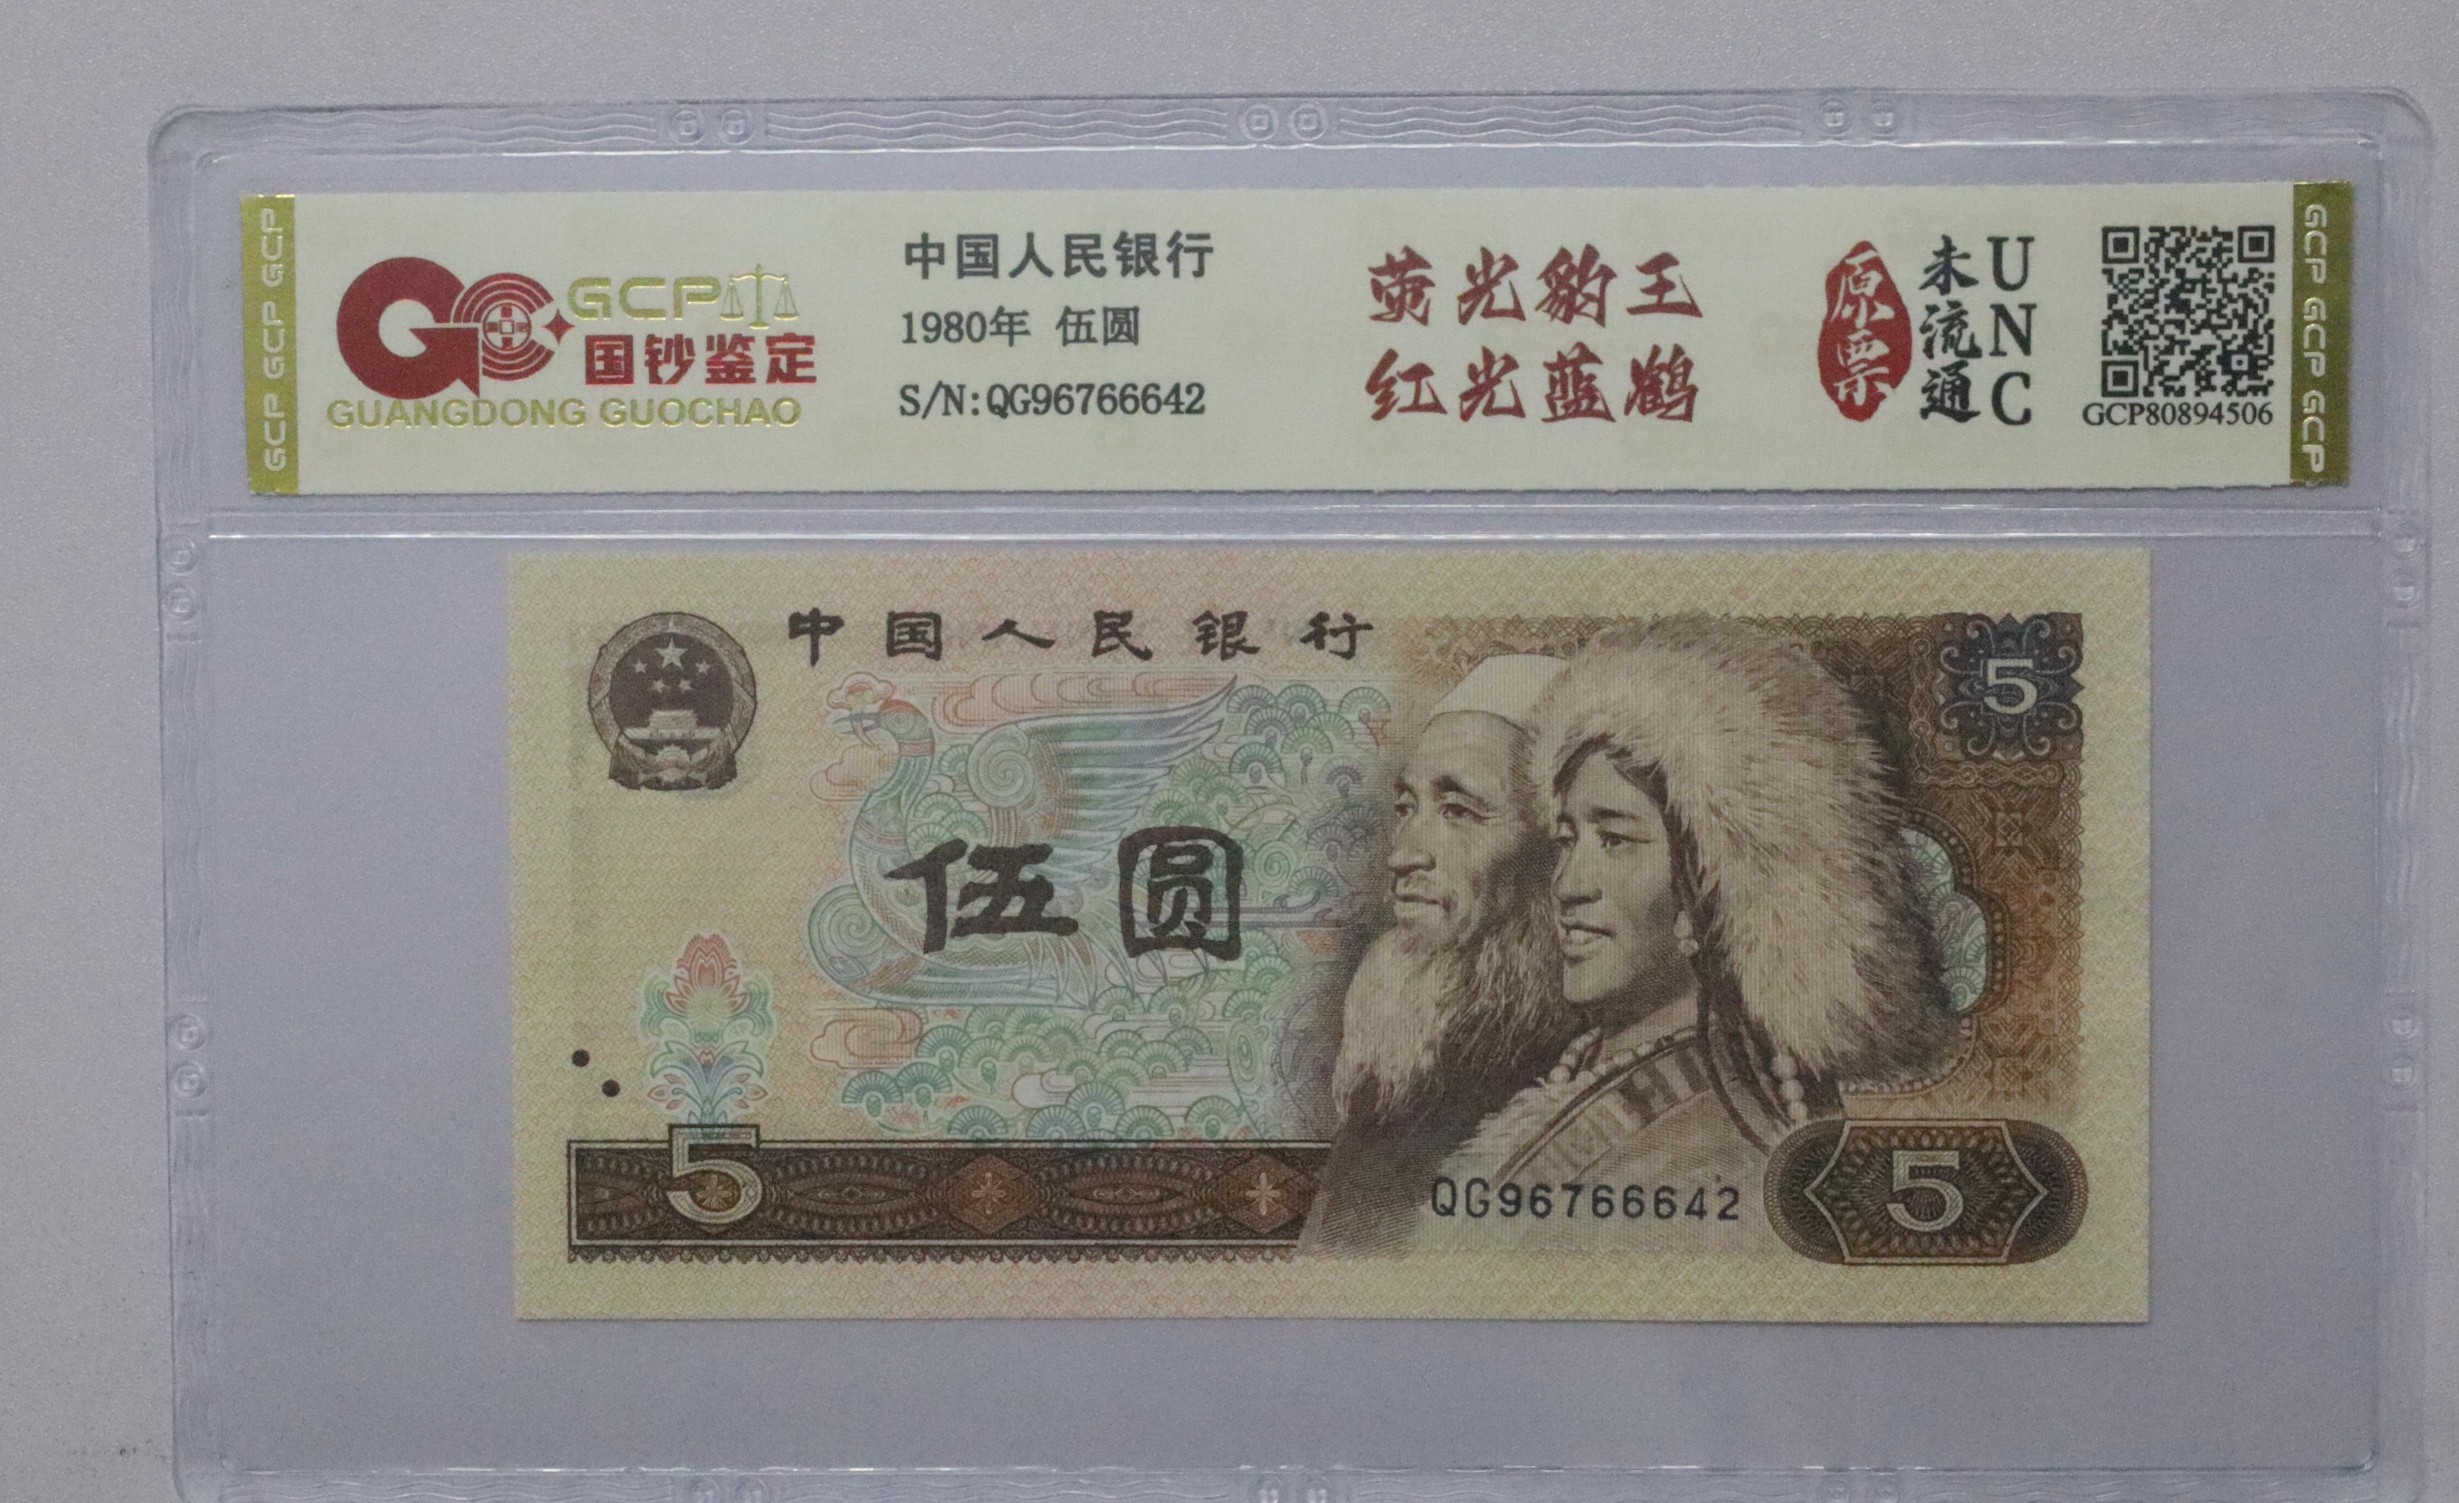 GCP GCP GCP
GCP
国钞鉴定
GUANGDONG GUOCHAO
中国人民银行
1980年 伍圆
S/N:QG96766642
荧光豹王
红光蓝鹤
原票
未流通
UNC
GCP80894506
GCP GCP GCP
中国人民银行
5
伍圆
5
QG96766642
5